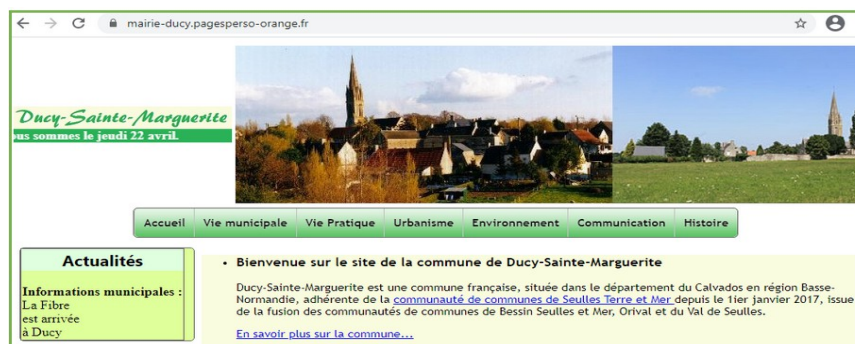 mairie-ducy.pagesperso-orange.fr
Ducy-Sainte-Marguerite
us sommes le jeudi 22 avril.
Accueil Vie municipale Vie Pratique Urbanisme Environnement Communication Histoire
Actualités
Informations municipales :
La Fibre
est arrivée
à Ducy
• Bienvenue sur le site de la commune de Ducy-Sainte-Marguerite
Ducy-Sainte-Marguerite est une commune française, située dans le département du Calvados en région Basse-
Normandie, adhérente de la communauté de communes de Seulles Terre et Mer depuis le 1ier janvier 2017, issue
de la fusion des communautés de communes de Bessin Seulles et Mer, Orival et du Val de Seulles.
En savoir plus sur la commune...